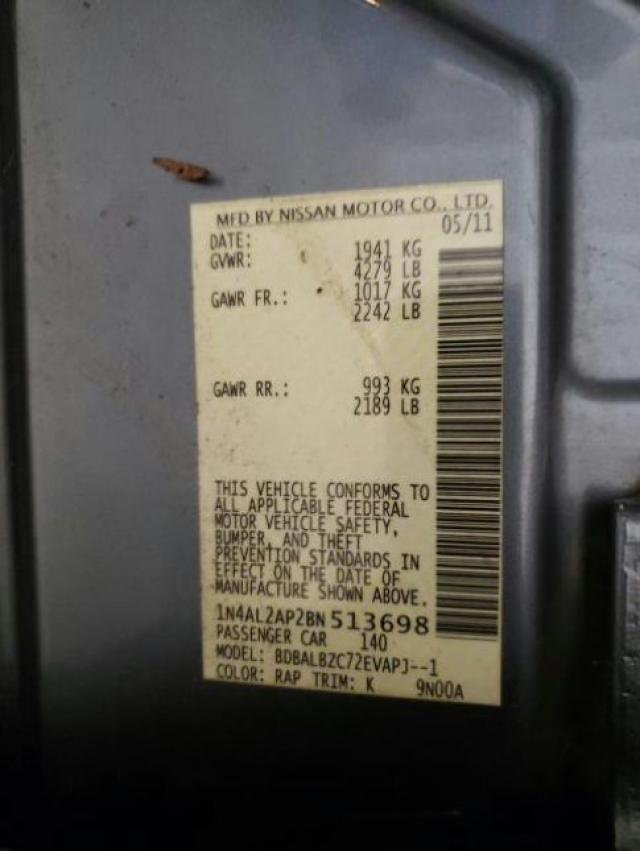 MFD BY NISSAN MOTOR CO., LTD.
DATE: 05/11
GVWR: 1941 KG
4279 LB
GAWR FR.: 1017 KG
2242 LB
GAWR RR.: 993 KG
2189 LB
THIS VEHICLE CONFORMS TO
ALL APPLICABLE FEDERAL
MOTOR VEHICLE SAFETY,
BUMPER, AND THEFT
PREVENTION STANDARDS IN
EFFECT ON THE DATE OF
MANUFACTURE SHOWN ABOVE.
1N4AL2AP2BN 513698
PASSENGER CAR 140
MODEL: BDBALBZC72EVAPJ--1
COLOR: RAP TRIM: K 9N00A